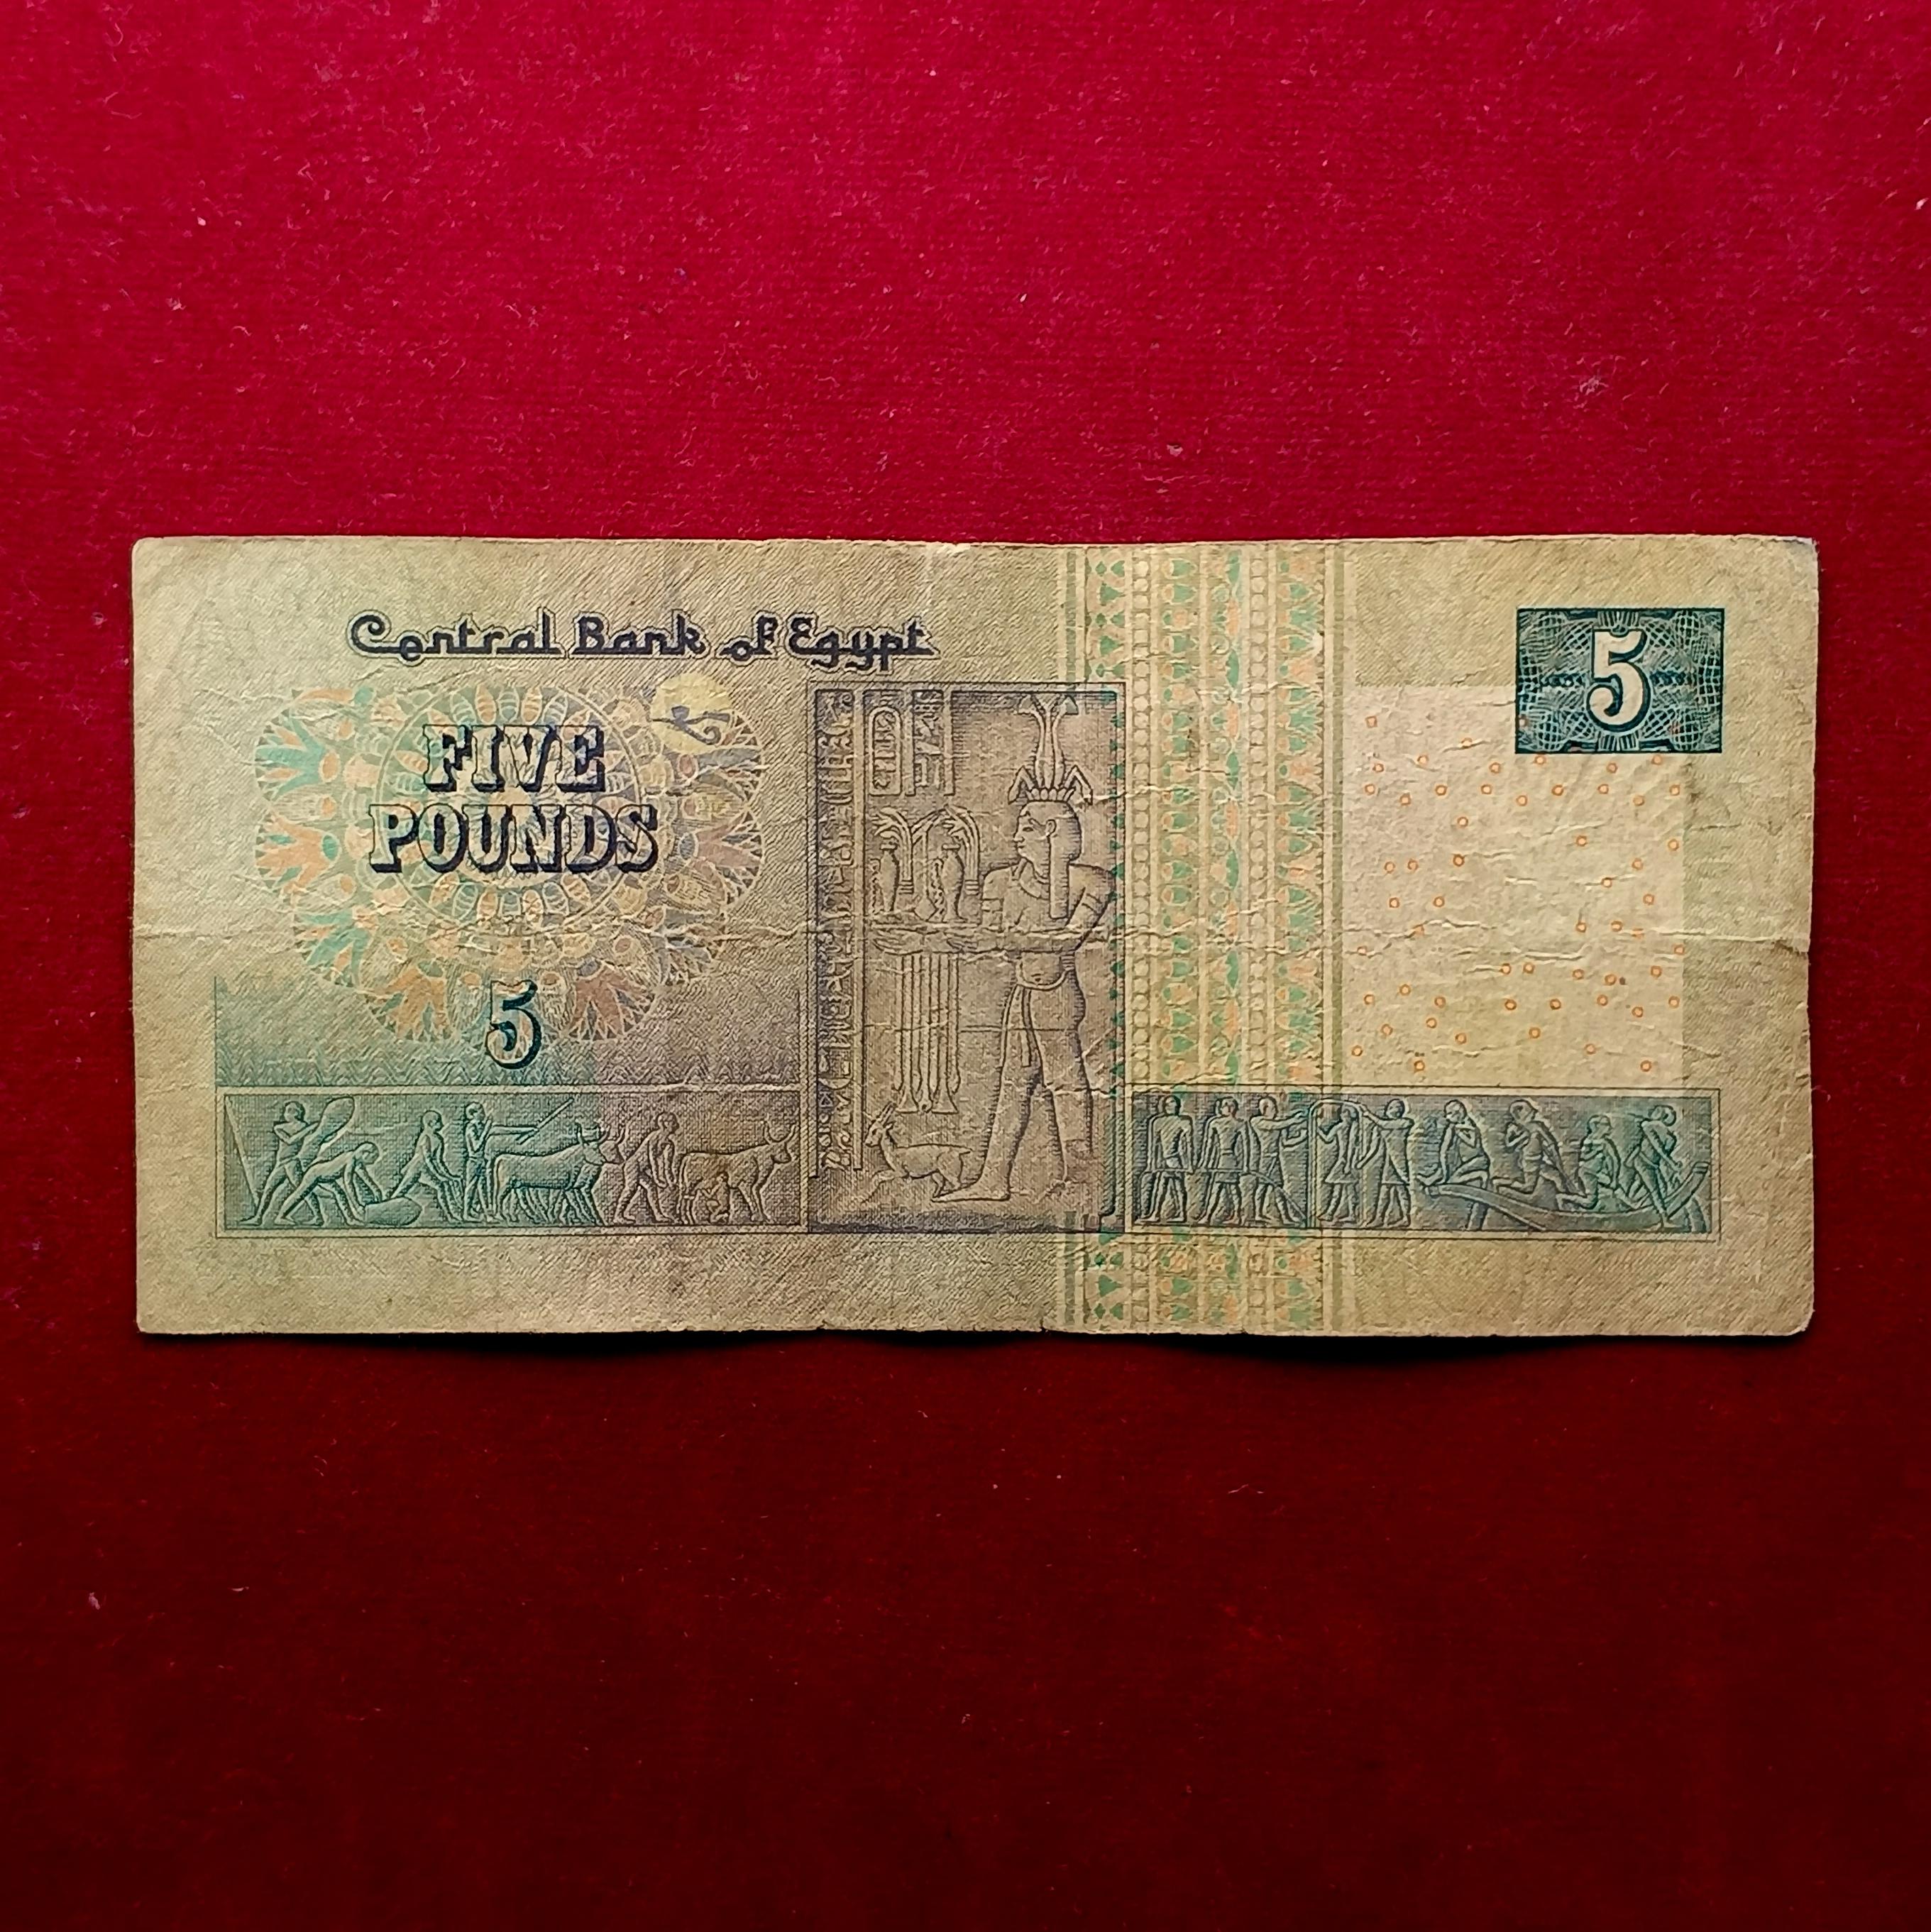 Central Bank of Egypt
5
FIVE
POUNDS
5